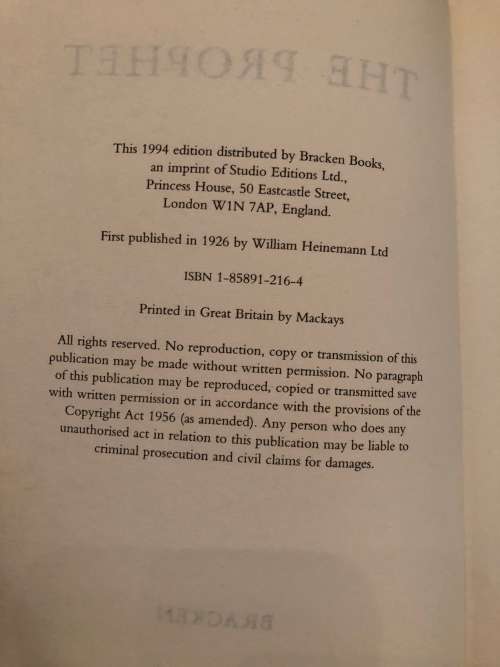 THE PROPHET
This 1994 edition distributed by Bracken Books,
an imprint of Studio Editions Ltd.,
Princess House, 50 Eastcastle Street,
London W1N 7AP, England.
First published in 1926 by William Heinemann Ltd
ISBN 1-85891-216-4
Printed in Great Britain by Mackays
All rights reserved. No reproduction, copy or transmission of this
publication may be made without written permission. No paragraph
of this publication may be reproduced, copied or transmitted save
with written permission or in accordance with the provisions of the
Copyright Act 1956 (as amended). Any person who does any
unauthorised act in relation to this publication may be liable to
criminal prosecution and civil claims for damages.
BRACKEN